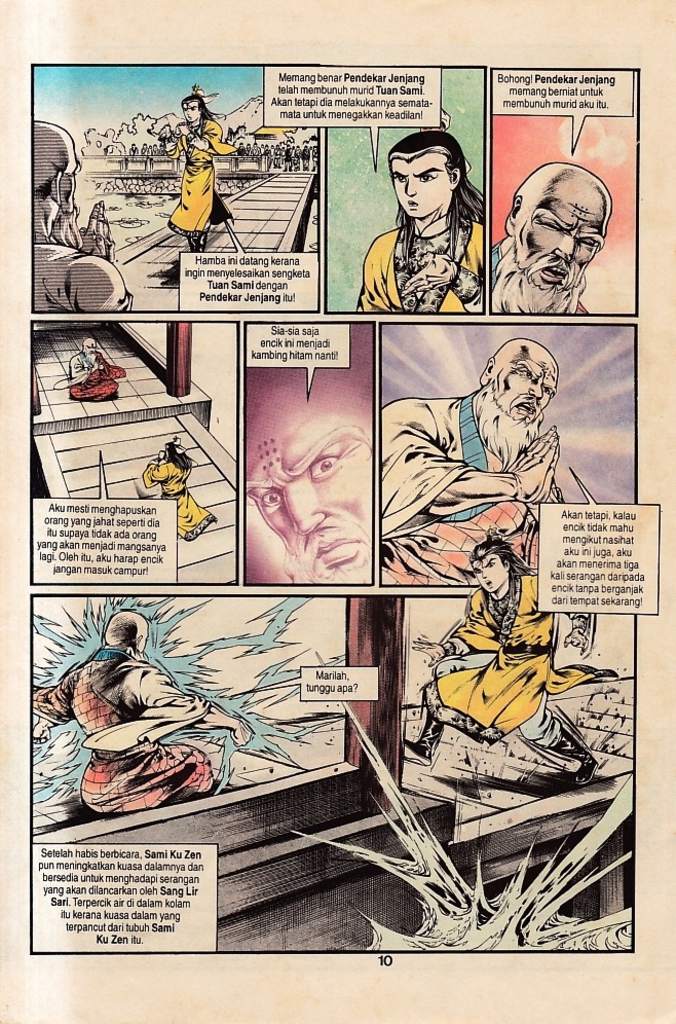 Hamba ini datang kerana
ingin menyelesaikan sengketa
Tuan Sami dengan
Pendekar Jenjang itu!
Memang benar Pendekar Jenjang
telah membunuh murid Tuan Sami.
Akan tetapi dia melakukannya semata-
mata untuk menegakkan keadilan!
Bohong! Pendekar Jenjang
memang berniat untuk
membunuh murid aku itu.
Aku mesti menghapuskan
orang yang jahat seperti dia
itu supaya tidak ada orang
yang akan menjadi mangsanya
lagi. Oleh itu, aku harap encik
jangan masuk campur!
Sia-sia saja
encik ini menjadi
kambing hitam nanti!
Akan tetapi, kalau
encik tidak mahu
mengikut nasihat
aku ini juga, aku
akan menerima tiga
kali serangan daripada
encik tanpa berganjak
dari tempat sekarang!
Marilah,
tunggu apa?
Setelah habis berbicara, Sami Ku Zen
pun meningkatkan kuasa dalamnya dan
bersedia untuk menghadapi serangan
yang akan dilancarkan oleh Sang Lir
Sari. Terpercik air di dalam kolam
itu kerana kuasa dalam yang
terpancut dari tubuh Sami
Ku Zen itu.
10